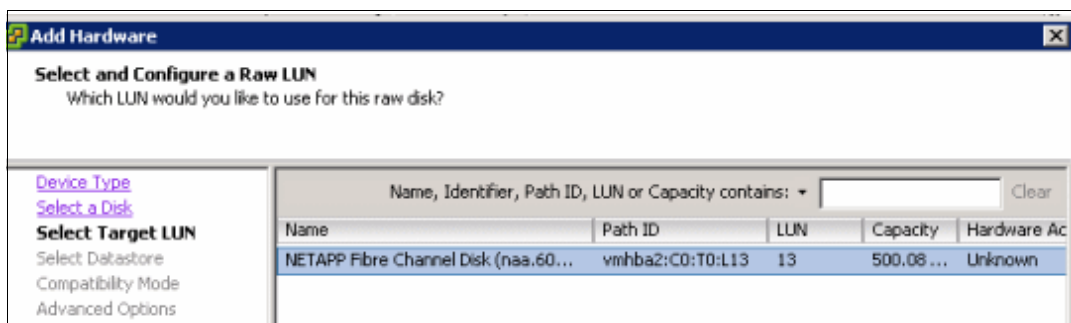 Add Hardware
Select and Configure a Raw LUN
Which LUN would you like to use for this raw disk?
Device Type
Select a Disk
Select Target LUN
Select Datastore
Compatibility Mode
Advanced Options
Name, Identifier, Path ID, LUN or Capacity contains:
Clear
Name Path ID LUN Capacity Hardware Ac
NETAPP Fibre Channel Disk (naa.60... vmhba2:C0:T0:L13 13 500.08 ... Unknown